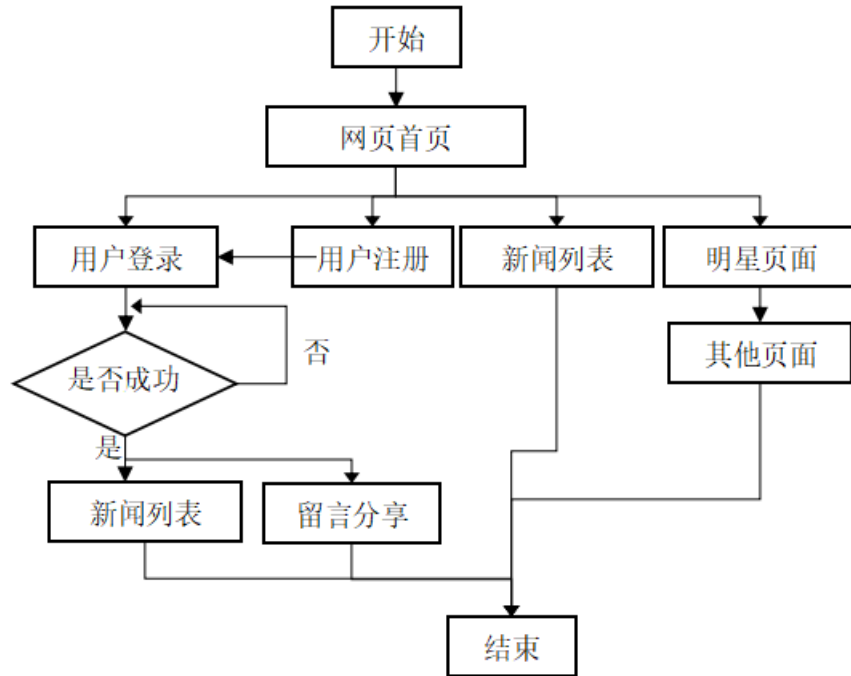 开始
网页首页
用户登录
用户注册
新闻列表
明星页面
是否成功
否
其他页面
是
新闻列表
留言分享
结束